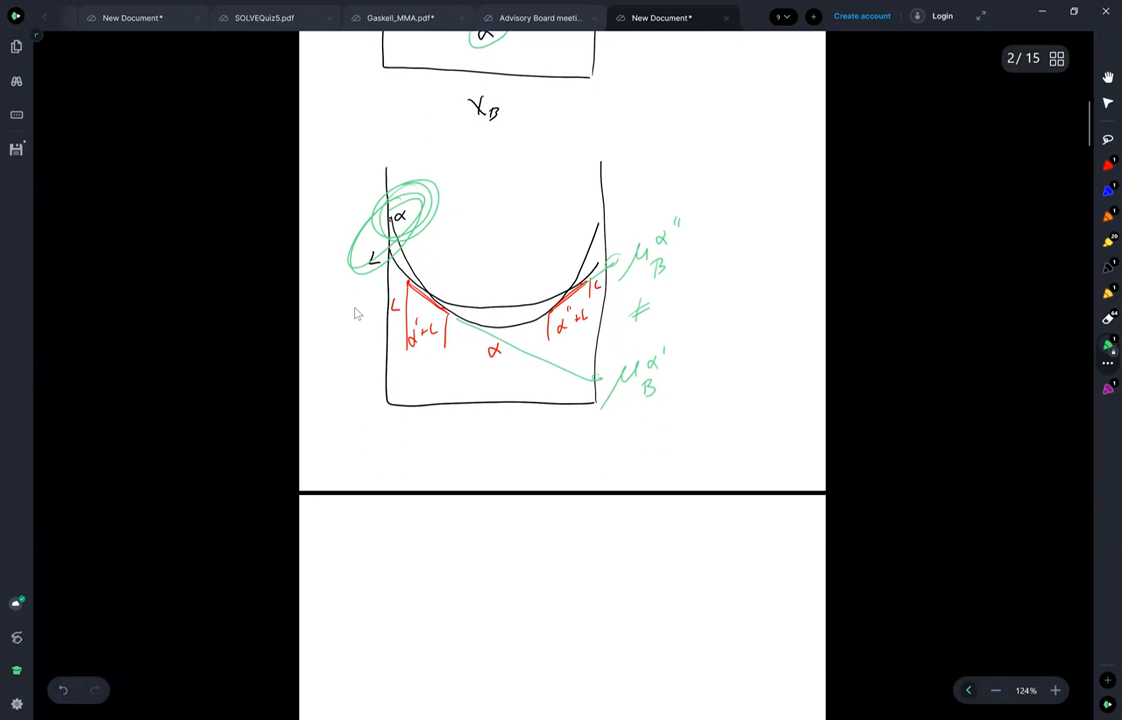 New Document*
SOLVEQuiz5.pdf
Gaskell_MMA.pdf*
Advisory Board meeti...
New Document*
9
Create account
Login
2 / 15
α
X_B
α
L
μ_B^α''
L
α'+L
α''+L
L
≠
α
μ_B^α'
124%